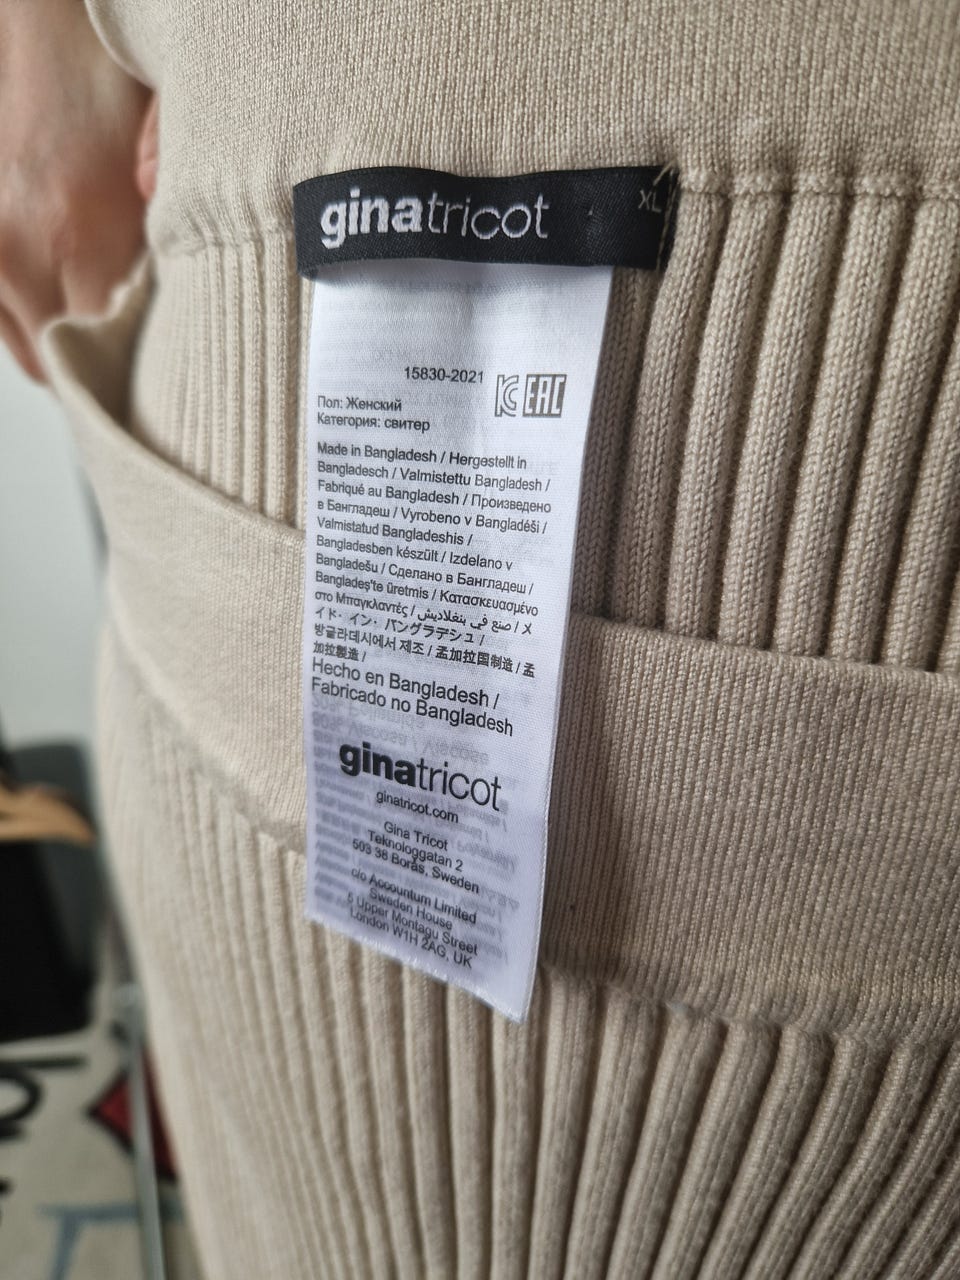 ginatricot
XL
15830-2021
EAC
Пол: Женский
Категория: свитер
Made in Bangladesh / Hergestellt in
Bangladesch / Valmistettu Bangladesh /
Fabriqué au Bangladesh / Произведено
в Бангладеш / Vyrobeno v Bangladéši /
Valmistatud Bangladeshis /
Bangladesben készült / Izdelano v
Bangladešu / Сделано в Бангладеш /
Bangladeş'te üretmis / Κατασκευασμένο
στο Μπαγκλαντές / صنع في بنغلاديش / メ
イド・イン・バングラデシュ /
방글라데시에서 제조 / 孟加拉国制造 / 孟
加拉製造 /
Hecho en Bangladesh /
Fabricado no Bangladesh
ginatricot
ginatricot.com
Gina Tricot
Teknologgatan 2
503 38 Borås, Sweden
c/o Accountum Limited
Sweden House
5 Upper Montagu Street
London W1H 2AG, UK